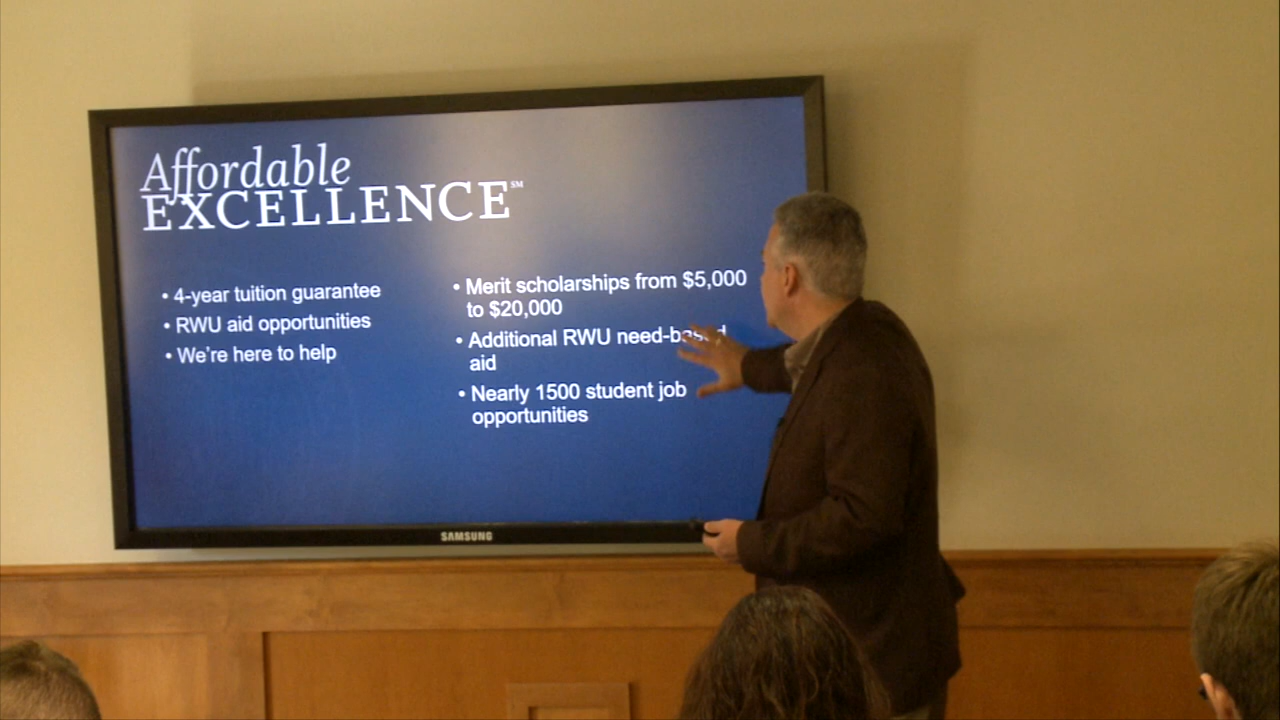 Affordable
EXCELLENCE℠
• 4-year tuition guarantee
• RWU aid opportunities
• We're here to help
• Merit scholarships from $5,000
to $20,000
• Additional RWU need-based
aid
• Nearly 1500 student job
opportunities
SAMSUNG